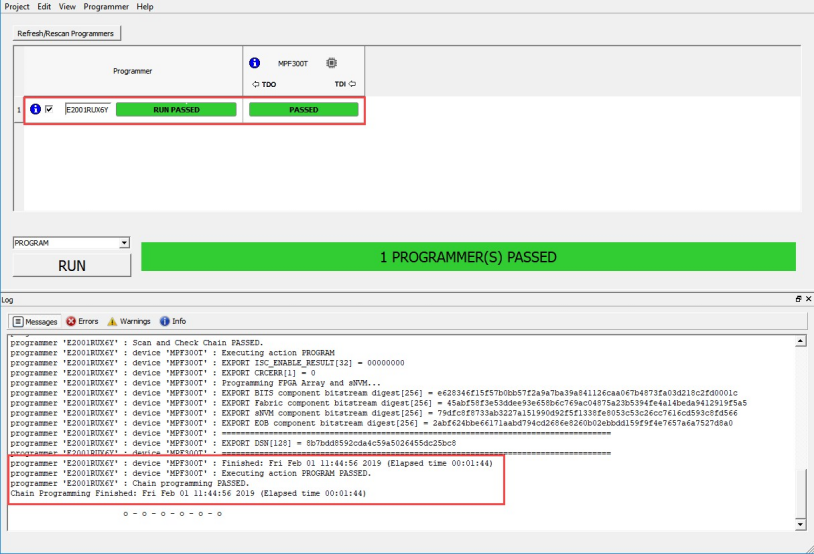 Project Edit View Programmer Help
Refresh/Rescan Programmers
Programmer
MPF300T
TDO TDI
1 E2001RUX6Y RUN PASSED PASSED
PROGRAM
RUN
1 PROGRAMMER(S) PASSED
Log
Messages Errors Warnings Info
programmer 'E2001RUX6Y' : Scan and Check Chain PASSED.
programmer 'E2001RUX6Y' : device 'MPF300T' : Executing action PROGRAM
programmer 'E2001RUX6Y' : device 'MPF300T' : EXPORT ISC_ENABLE_RESULT[32] = 00000000
programmer 'E2001RUX6Y' : device 'MPF300T' : EXPORT CRCERR[1] = 0
programmer 'E2001RUX6Y' : device 'MPF300T' : Programming FPGA Array and sNVM...
programmer 'E2001RUX6Y' : device 'MPF300T' : EXPORT BITS component bitstream digest[256] = e628346f15f57b0bb57f2a9a7ba39a841126caa067b4873fa03d218c2fd0001c
programmer 'E2001RUX6Y' : device 'MPF300T' : EXPORT Fabric component bitstream digest[256] = 45abf58f3e53ddee93e658b6c769ac04875a23b5394fe4a14beda9412919f5a5
programmer 'E2001RUX6Y' : device 'MPF300T' : EXPORT sNVM component bitstream digest[256] = 79dfc8f8733ab3227a151990d92f5f1338fe8053c53c26cc7616cd593c8fd566
programmer 'E2001RUX6Y' : device 'MPF300T' : EXPORT EOB component bitstream digest[256] = 2abf624bbe66171aabd794cd2686e8260b02ebbdd159f9f4e7657a6a7527d8a0
programmer 'E2001RUX6Y' : device 'MPF300T' : =====================================================================================
programmer 'E2001RUX6Y' : device 'MPF300T' : EXPORT DSN[128] = 8b7bdd8592cda4c59a5026455dc25bc8
programmer 'E2001RUX6Y' : device 'MPF300T' : =====================================================================================
programmer 'E2001RUX6Y' : device 'MPF300T' : Finished: Fri Feb 01 11:44:56 2019 (Elapsed time 00:01:44)
programmer 'E2001RUX6Y' : device 'MPF300T' : Executing action PROGRAM PASSED.
programmer 'E2001RUX6Y' : Chain programming PASSED.
Chain Programming Finished: Fri Feb 01 11:44:56 2019 (Elapsed time 00:01:44)
o - o - o - o - o - o